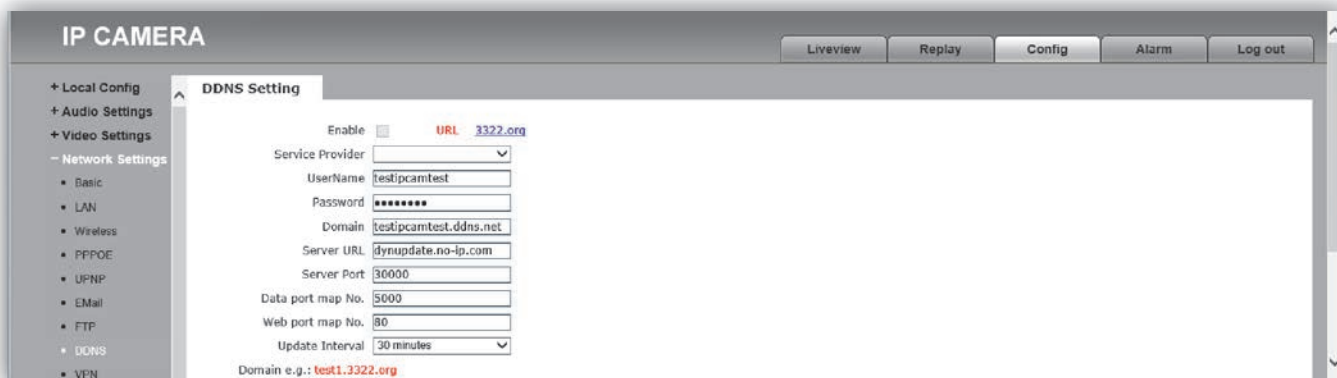 IP CAMERA
Liveview
Replay
Config
Alarm
Log out
+ Local Config
+ Audio Settings
+ Video Settings
− Network Settings
▪ Basic
▪ LAN
▪ Wireless
▪ PPPOE
▪ UPNP
▪ EMail
▪ FTP
▪ DDNS
▪ VPN
DDNS Setting
Enable URL 3322.org
Service Provider
UserName testipcamtest
Password ••••••••
Domain testipcamtest.ddns.net
Server URL dynupdate.no-ip.com
Server Port 30000
Data port map No. 5000
Web port map No. 80
Update Interval 30 minutes
Domain e.g.: test1.3322.org